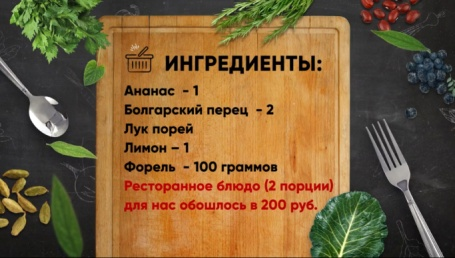 ИНГРЕДИЕНТЫ:
Ананас - 1
Болгарский перец - 2
Лук порей
Лимон – 1
Форель - 100 граммов
Ресторанное блюдо (2 порции)
для нас обошлось в 200 руб.